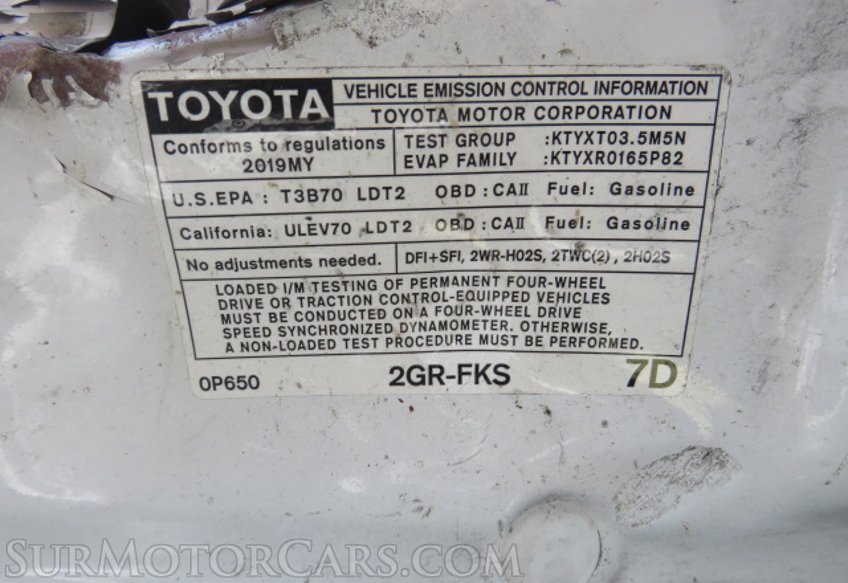 TOYOTA
VEHICLE EMISSION CONTROL INFORMATION
TOYOTA MOTOR CORPORATION
Conforms to regulations
2019MY
TEST GROUP :KTYXT03.5M5N
EVAP FAMILY :KTYXR0165P82
U.S.EPA : T3B70 LDT2 OBD : CAII Fuel: Gasoline
California: ULEV70 LDT2 OBD : CAII Fuel: Gasoline
No adjustments needed.
DFI+SFI, 2WR-HO2S, 2TWC(2) , 2HO2S
LOADED I/M TESTING OF PERMANENT FOUR-WHEEL
DRIVE OR TRACTION CONTROL-EQUIPPED VEHICLES
MUST BE CONDUCTED ON A FOUR-WHEEL DRIVE
SPEED SYNCHRONIZED DYNAMOMETER. OTHERWISE,
A NON-LOADED TEST PROCEDURE MUST BE PERFORMED.
0P650 2GR-FKS 7D
SURMOTORCARS.COM